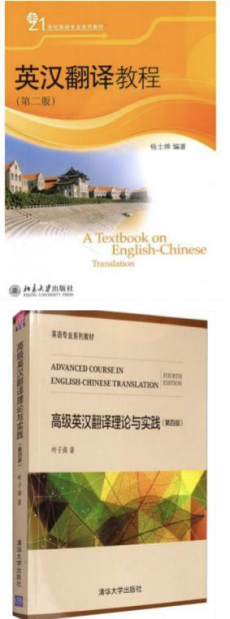 21世纪英语专业系列教材
英汉翻译教程
(第二版)
杨士焯 编著
A Textbook on
English-Chinese
Translation
北京大学出版社
高级英汉翻译理论与实践(第四版)
叶子南 著
清华大学出版社
英语专业系列教材
ADVANCED COURSE IN
ENGLISH-CHINESE TRANSLATION
FOURTH
EDITION
高级英汉翻译理论与实践(第四版)
叶子南 著
清华大学出版社